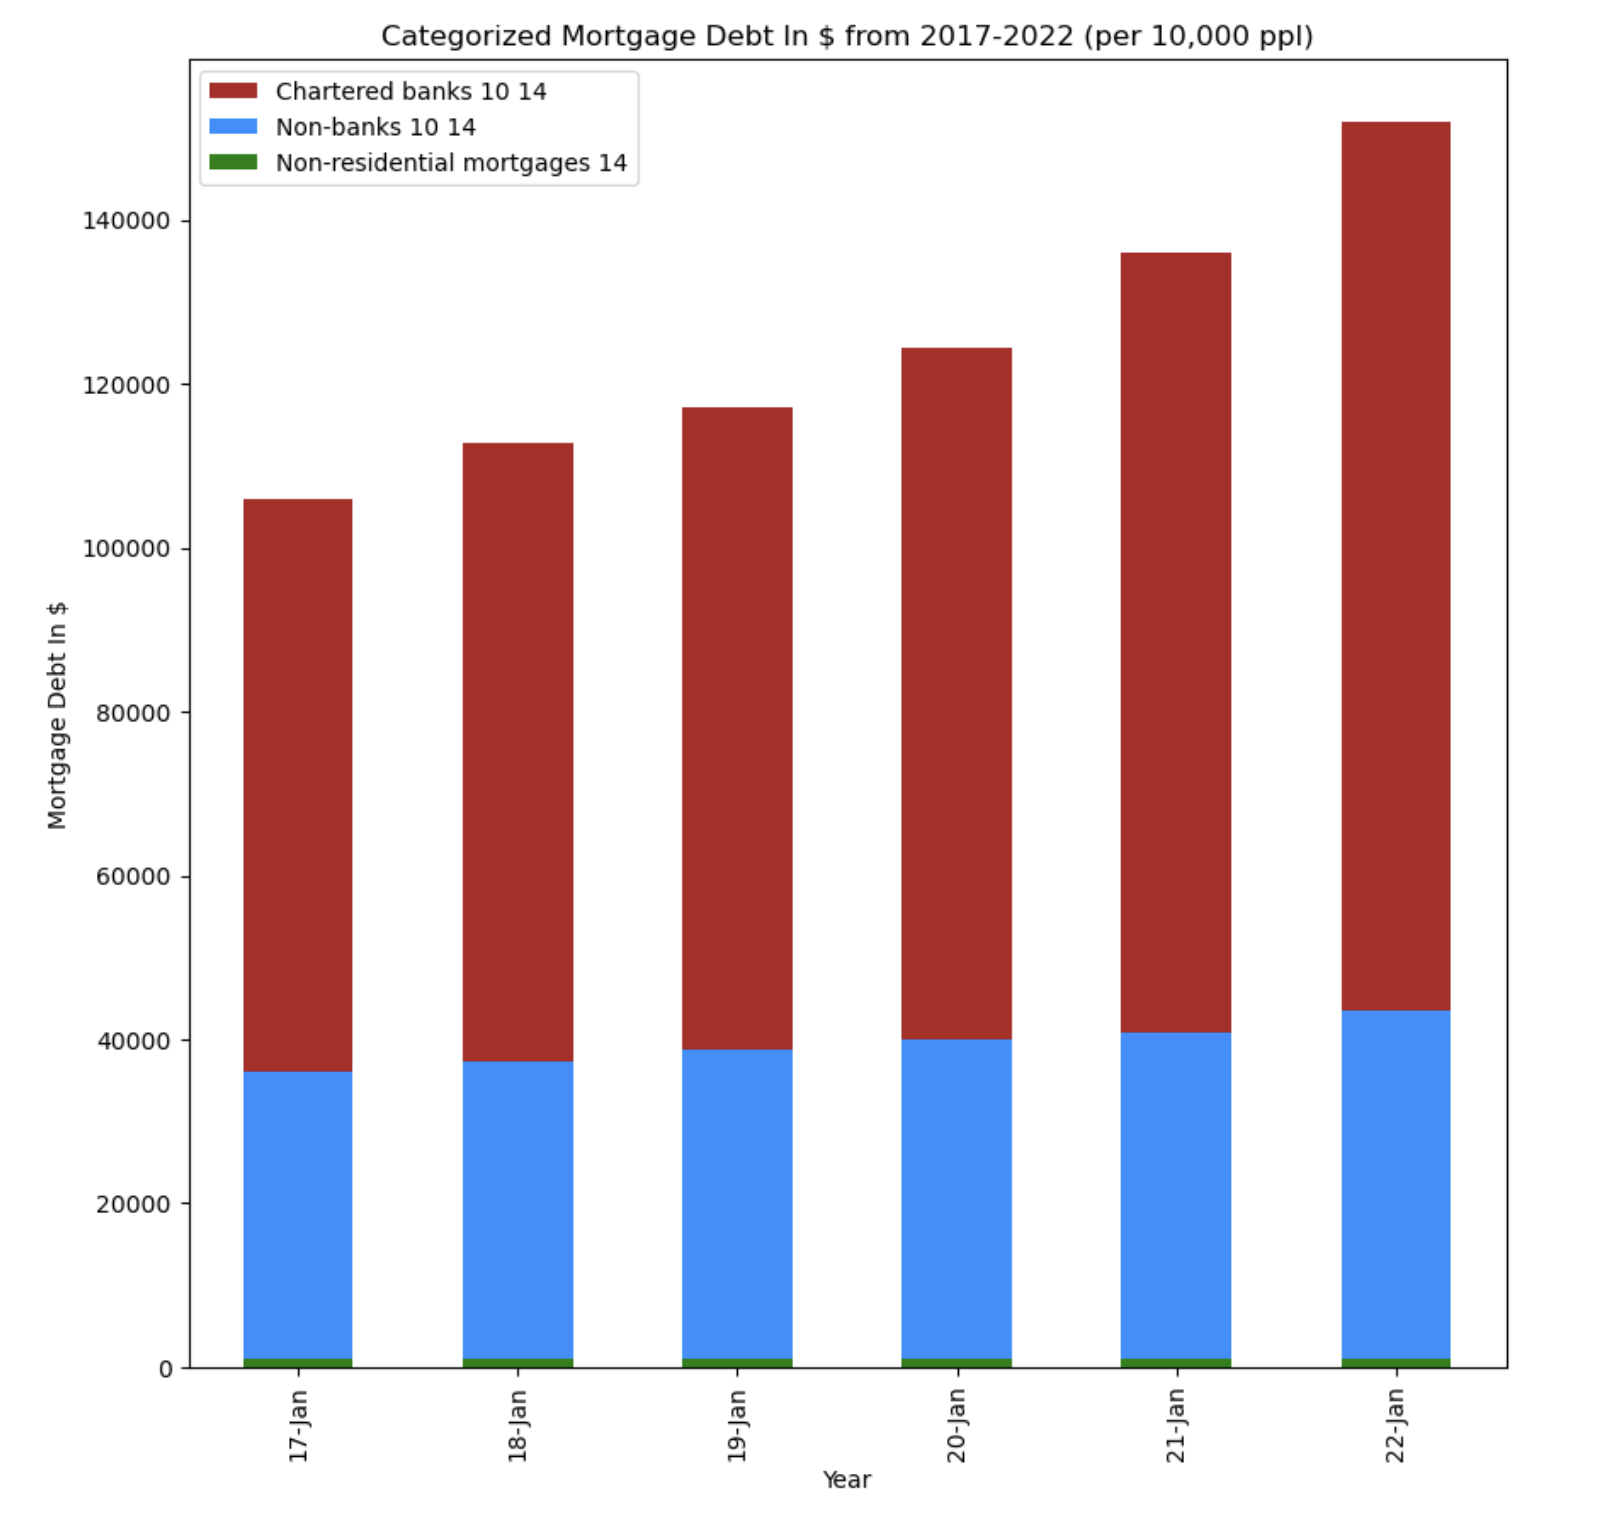 Categorized Mortgage Debt In $ from 2017-2022 (per 10,000 ppl)
Chartered banks 10 14
Non-banks 10 14
Non-residential mortgages 14
Mortgage Debt In $
140000
120000
100000
80000
60000
40000
20000
0
17-Jan
18-Jan
19-Jan
20-Jan
21-Jan
22-Jan
Year